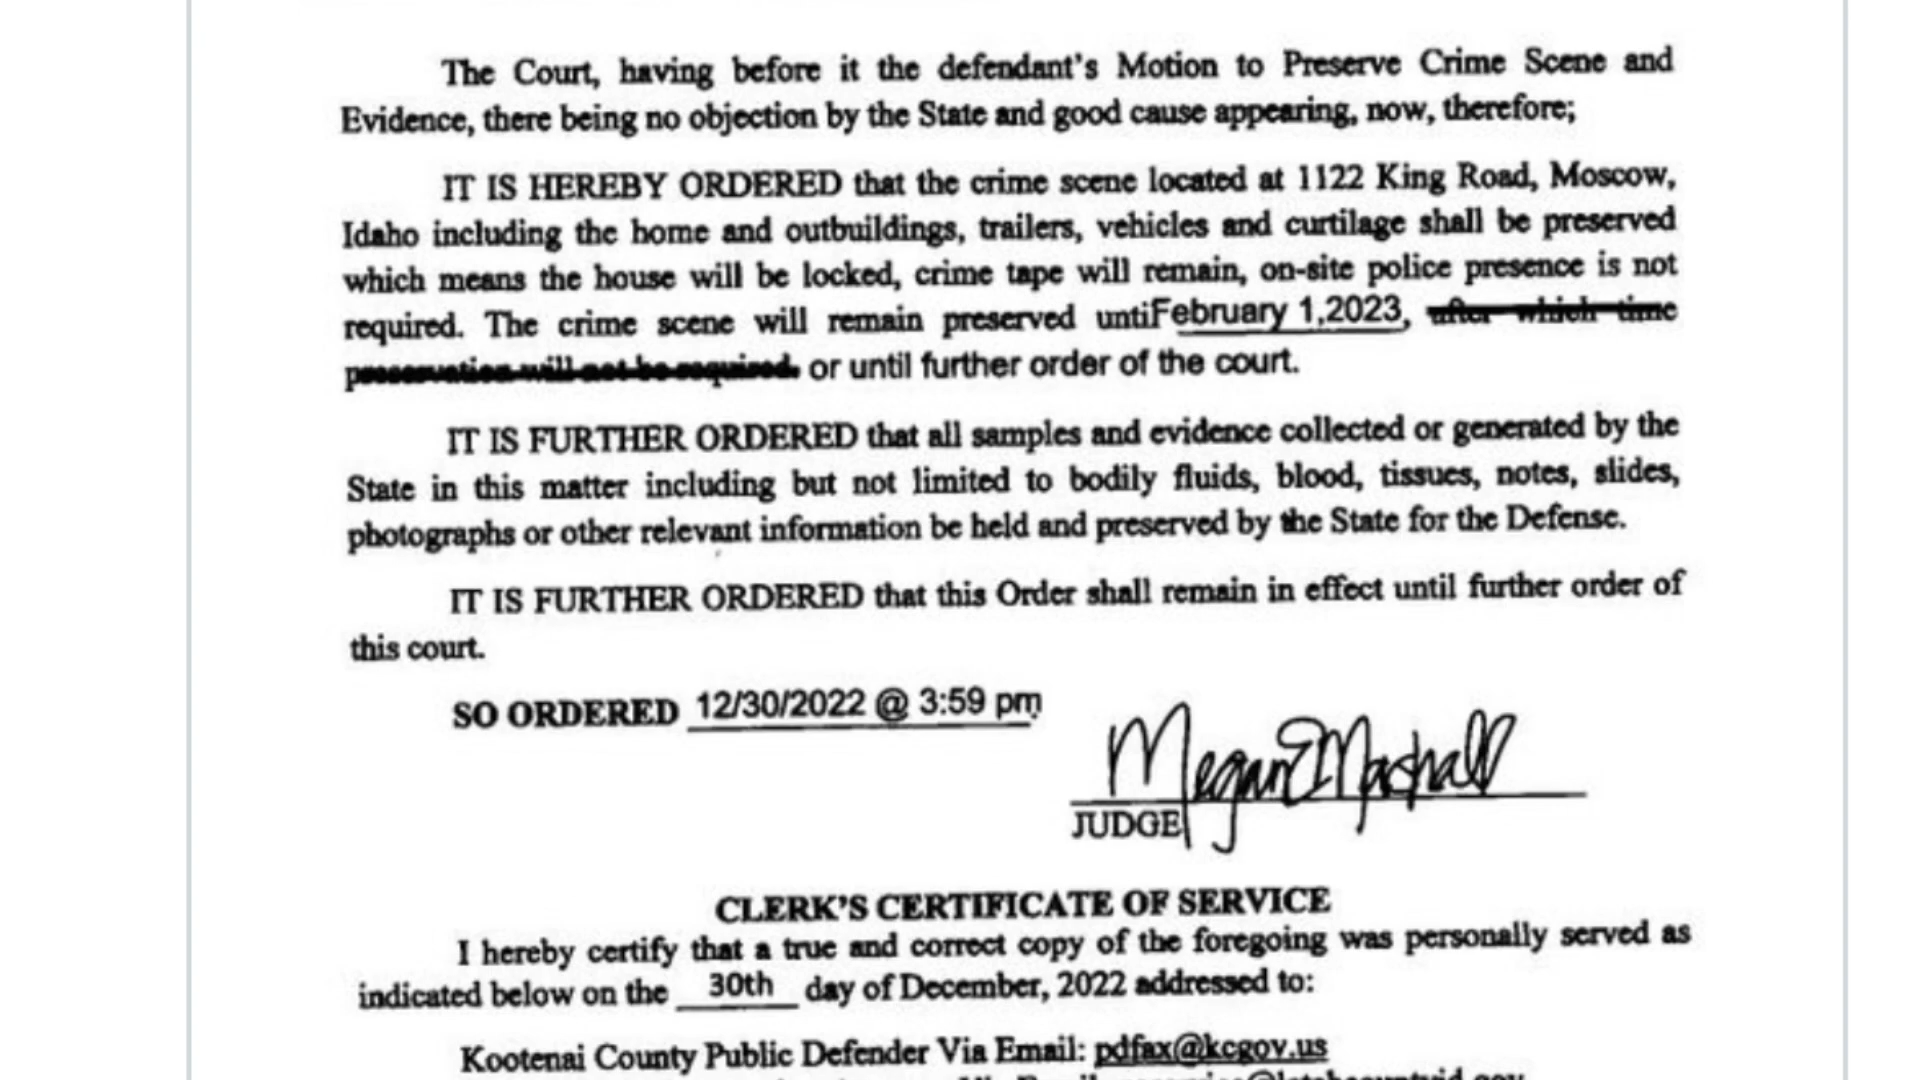 The Court, having before it the defendant's Motion to Preserve Crime Scene and
Evidence, there being no objection by the State and good cause appearing, now, therefore;
IT IS HEREBY ORDERED that the crime scene located at 1122 King Road, Moscow,
Idaho including the home and outbuildings, trailers, vehicles and curtilage shall be preserved
which means the house will be locked, crime tape will remain, on-site police presence is not
required. The crime scene will remain preserved untiFebruary 1,2023, after which time
preservation will not be required. or until further order of the court.
IT IS FURTHER ORDERED that all samples and evidence collected or generated by the
State in this matter including but not limited to bodily fluids, blood, tissues, notes, slides,
photographs or other relevant information be held and preserved by the State for the Defense.
IT IS FURTHER ORDERED that this Order shall remain in effect until further order of
this court.
SO ORDERED 12/30/2022 @ 3:59 pm
Megan E Marshall
JUDGE
CLERK'S CERTIFICATE OF SERVICE
I hereby certify that a true and correct copy of the foregoing was personally served as
indicated below on the 30th day of December, 2022 addressed to:
Kootenai County Public Defender Via Email: pdfax@kcgov.us